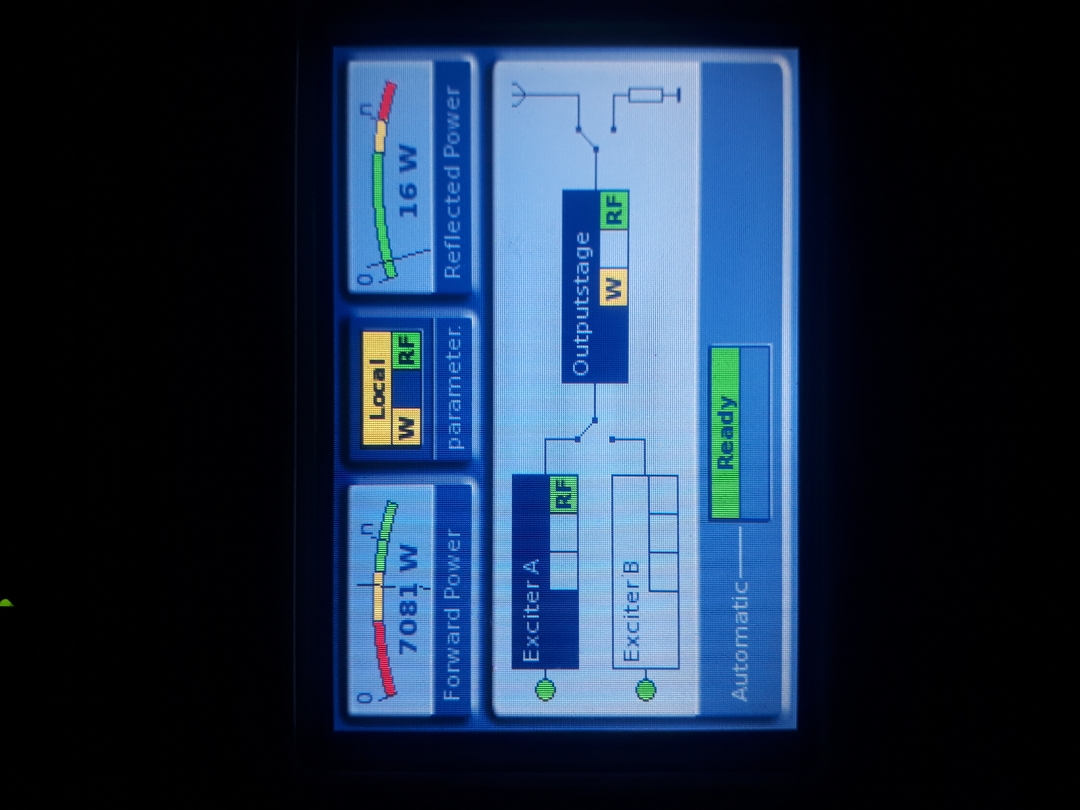 0 n
7081 W
Forward Power
Local
W RF
parameter.
0 n
16 W
Reflected Power
Exciter A
RF
Exciter B
Outputstage
W RF
Automatic
Ready